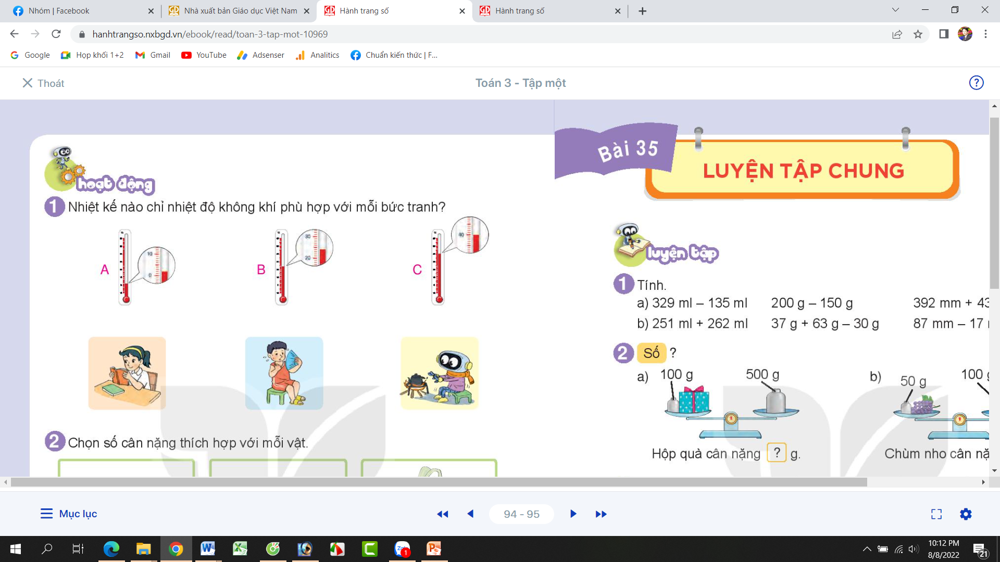 Nhóm | Facebook
Nhà xuất bản Giáo dục Việt Nam
Hành trang số
Hành trang số
hanhtrangso.nxbgd.vn/ebook/read/toan-3-tap-mot-10969
Google
Họp khối 1+2
Gmail
YouTube
Adsenser
Analitics
Chuẩn kiến thức | F...
Thoát
Toán 3 - Tập một
?
hoạt động
1 Nhiệt kế nào chỉ nhiệt độ không khí phù hợp với mỗi bức tranh?
A
10
0
B
30
20
C
40
2 Chọn số cân nặng thích hợp với mỗi vật.
Bài 35
LUYỆN TẬP CHUNG
luyện tập
1 Tính.
a) 329 ml – 135 ml 200 g – 150 g 392 mm + 43
b) 251 ml + 262 ml 37 g + 63 g – 30 g 87 mm – 17
2 Số ?
a) 100 g 500 g b) 50 g 100
Hộp quà cân nặng ? g. Chùm nho cân nặ
Mục lục
94 - 95
10:12 PM
8/8/2022
21